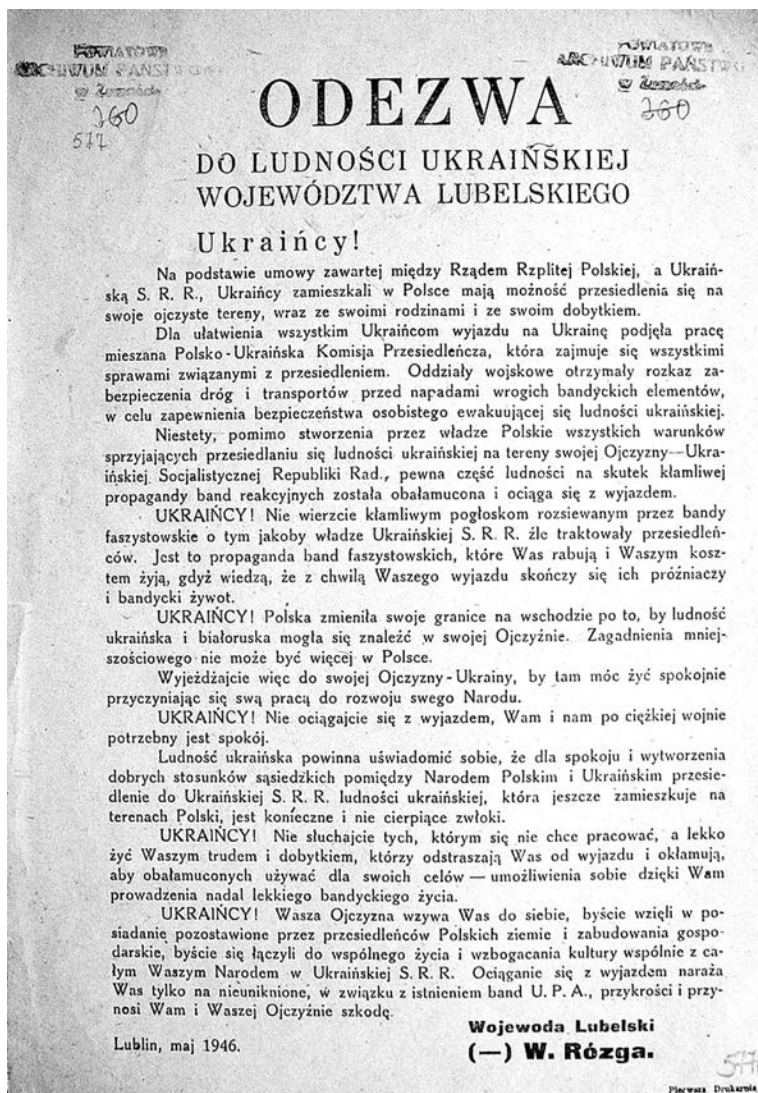 POWIATOWE
ARCHIWUM PAŃSTW
w Zamościu
260
577
POWIATOWE
ARCHIWUM PAŃSTWO
w Zamościu
260
ODEZWA
DO LUDNOŚCI UKRAIŃSKIEJ
WOJEWÓDZTWA LUBELSKIEGO
Ukraińcy!
Na podstawie umowy zawartej między Rządem Rzplitej Polskiej, a Ukraiń-
ską S. R. R., Ukraińcy zamieszkali w Polsce mają możność przesiedlenia się na
swoje ojczyste tereny, wraz ze swoimi rodzinami i ze swoim dobytkiem.
Dla ułatwienia wszystkim Ukraińcom wyjazdu na Ukrainę podjęła pracę
mieszana Polsko-Ukraińska Komisja Przesiedleńcza, która zajmuje się wszystkimi
sprawami związanymi z przesiedleniem. Oddziały wojskowe otrzymały rozkaz za-
bezpieczenia dróg i transportów przed napadami wrogich bandyckich elementów,
w celu zapewnienia bezpieczeństwa osobistego ewakuującej się ludności ukraińskiej.
Niestety, pomimo stworzenia przez władze Polskie wszystkich warunków
sprzyjających przesiedlaniu się ludności ukraińskiej na tereny swojej Ojczyzny—Ukra-
ińskiej Socjalistycznej Republiki Rad., pewna część ludności na skutek kłamliwej
propagandy band reakcyjnych została obałamucona i ociąga się z wyjazdem.
UKRAIŃCY! Nie wierzcie kłamliwym pogłoskom rozsiewanym przez bandy
faszystowskie o tym jakoby władze Ukraińskiej S. R. R. źle traktowały przesiedleń-
ców. Jest to propaganda band faszystowskich, które Was rabują i Waszym kosz-
tem żyją, gdyż wiedzą, że z chwilą Waszego wyjazdu skończy się ich próżniaczy
i bandycki żywot.
UKRAIŃCY! Polska zmieniła swoje granice na wschodzie po to, by ludność
ukraińska i białoruska mogła się znaleźć w swojej Ojczyźnie. Zagadnienia mniej-
szościowego nie może być więcej w Polsce.
Wyjeżdżajcie więc do swojej Ojczyzny-Ukrainy, by tam móc żyć spokojnie
przyczyniając się swą pracą do rozwoju swego Narodu.
UKRAIŃCY! Nie ociągajcie się z wyjazdem, Wam i nam po ciężkiej wojnie
potrzebny jest spokój.
Ludność ukraińska powinna uświadomić sobie, że dla spokoju i wytworzenia
dobrych stosunków sąsiedzkich pomiędzy Narodem Polskim i Ukraińskim przesie-
dlenie do Ukraińskiej S. R. R. ludności ukraińskiej, która jeszcze zamieszkuje na
terenach Polski, jest konieczne i nie cierpiące zwłoki.
UKRAIŃCY! Nie słuchajcie tych, którym się nie chce pracować, a lekko
żyć Waszym trudem i dobytkiem, którzy odstraszają Was od wyjazdu i okłamują,
aby obałamuconych używać dla swoich celów — umożliwienia sobie dzięki Wam
prowadzenia nadal lekkiego bandyckiego życia.
UKRAIŃCY! Wasza Ojczyzna wzywa Was do siebie, byście wzięli w po-
siadanie pozostawione przez przesiedleńców Polskich ziemie i zabudowania gospo-
darskie, byście się łączyli do wspólnego życia i wzbogacania kultury wspólnie z ca-
łym Waszym Narodem w Ukraińskiej S. R. R. Ociąganie się z wyjazdem naraża
Was tylko na nieuniknione, w związku z istnieniem band U. P. A., przykrości i przy-
nosi Wam i Waszej Ojczyźnie szkodę.
Wojewoda Lubelski
Lublin, maj 1946.
(—) W. Rózga.
577
Pierwsza Drukarnia